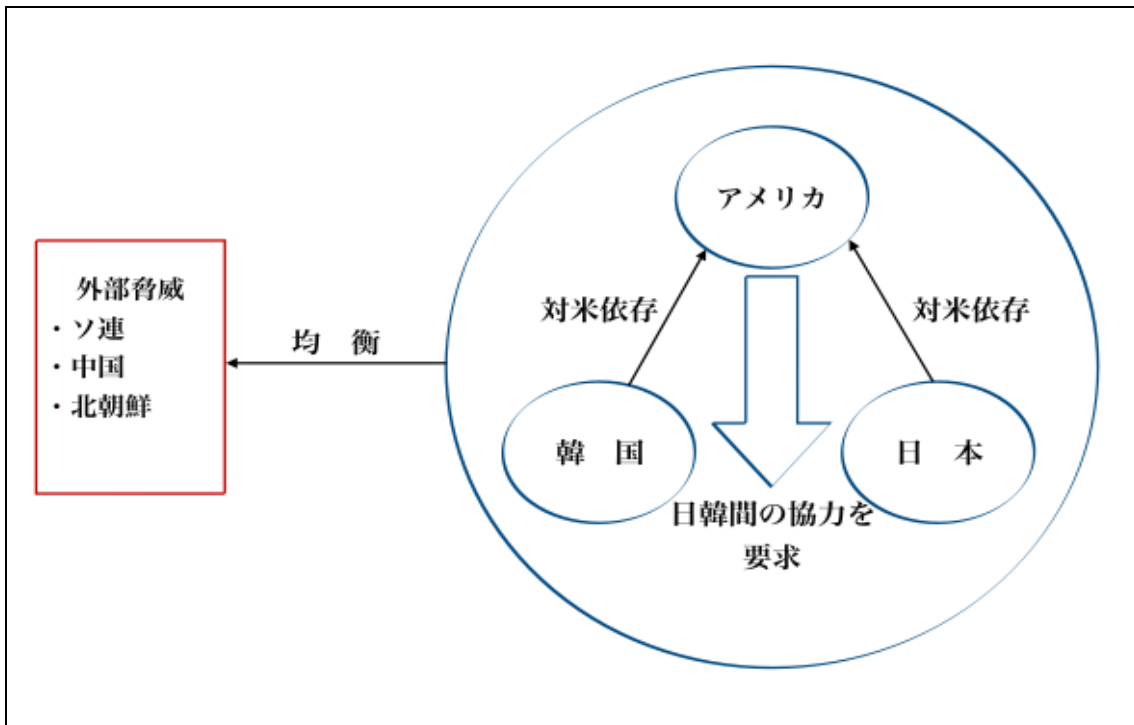 アメリカ
外部脅威
・ソ連
・中国
・北朝鮮
均　衡
対米依存
対米依存
韓　国
日　本
日韓間の協力を
要求